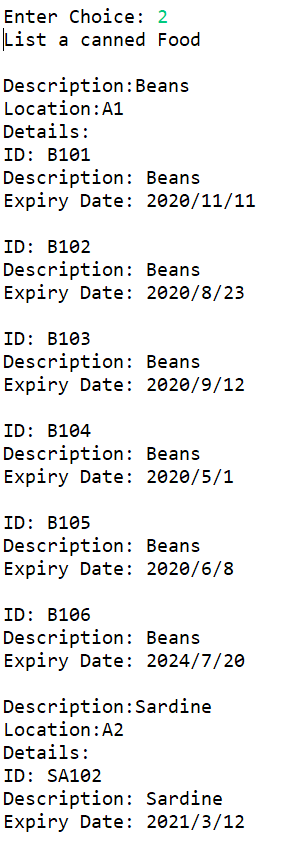 Enter Choice: 2
List a canned Food
Description:Beans
Location:A1
Details:
ID: B101
Description: Beans
Expiry Date: 2020/11/11
ID: B102
Description: Beans
Expiry Date: 2020/8/23
ID: B103
Description: Beans
Expiry Date: 2020/9/12
ID: B104
Description: Beans
Expiry Date: 2020/5/1
ID: B105
Description: Beans
Expiry Date: 2020/6/8
ID: B106
Description: Beans
Expiry Date: 2024/7/20
Description:Sardine
Location:A2
Details:
ID: SA102
Description: Sardine
Expiry Date: 2021/3/12